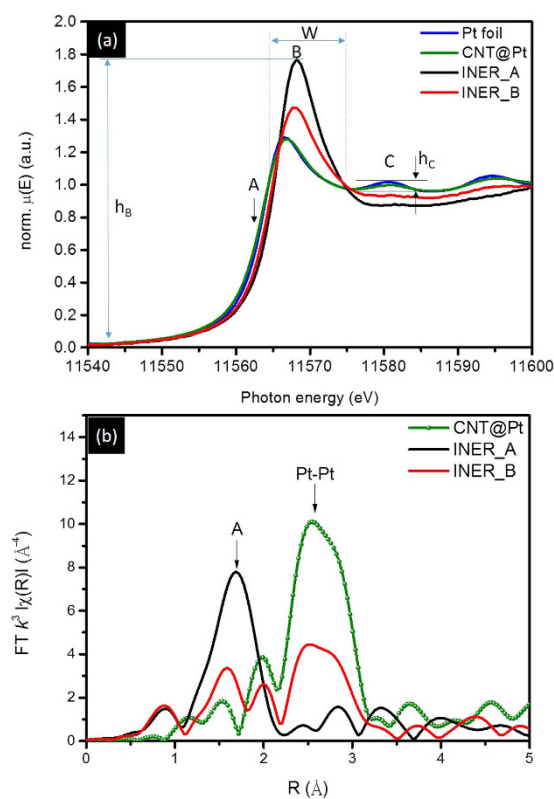 (a)
W
B
A
C
h_B
h_C
Pt foil
CNT@Pt
INER_A
INER_B
norm. μ(E) (a.u.)
2.0
1.8
1.6
1.4
1.2
1.0
0.8
0.6
0.4
0.2
0.0
11540 11550 11560 11570 11580 11590 11600
Photon energy (eV)
(b)
CNT@Pt
INER_A
INER_B
Pt-Pt
A
FT k³ |χ(R)| (Å⁻⁴)
14
12
10
8
6
4
2
0
0 1 2 3 4 5
R (Å)